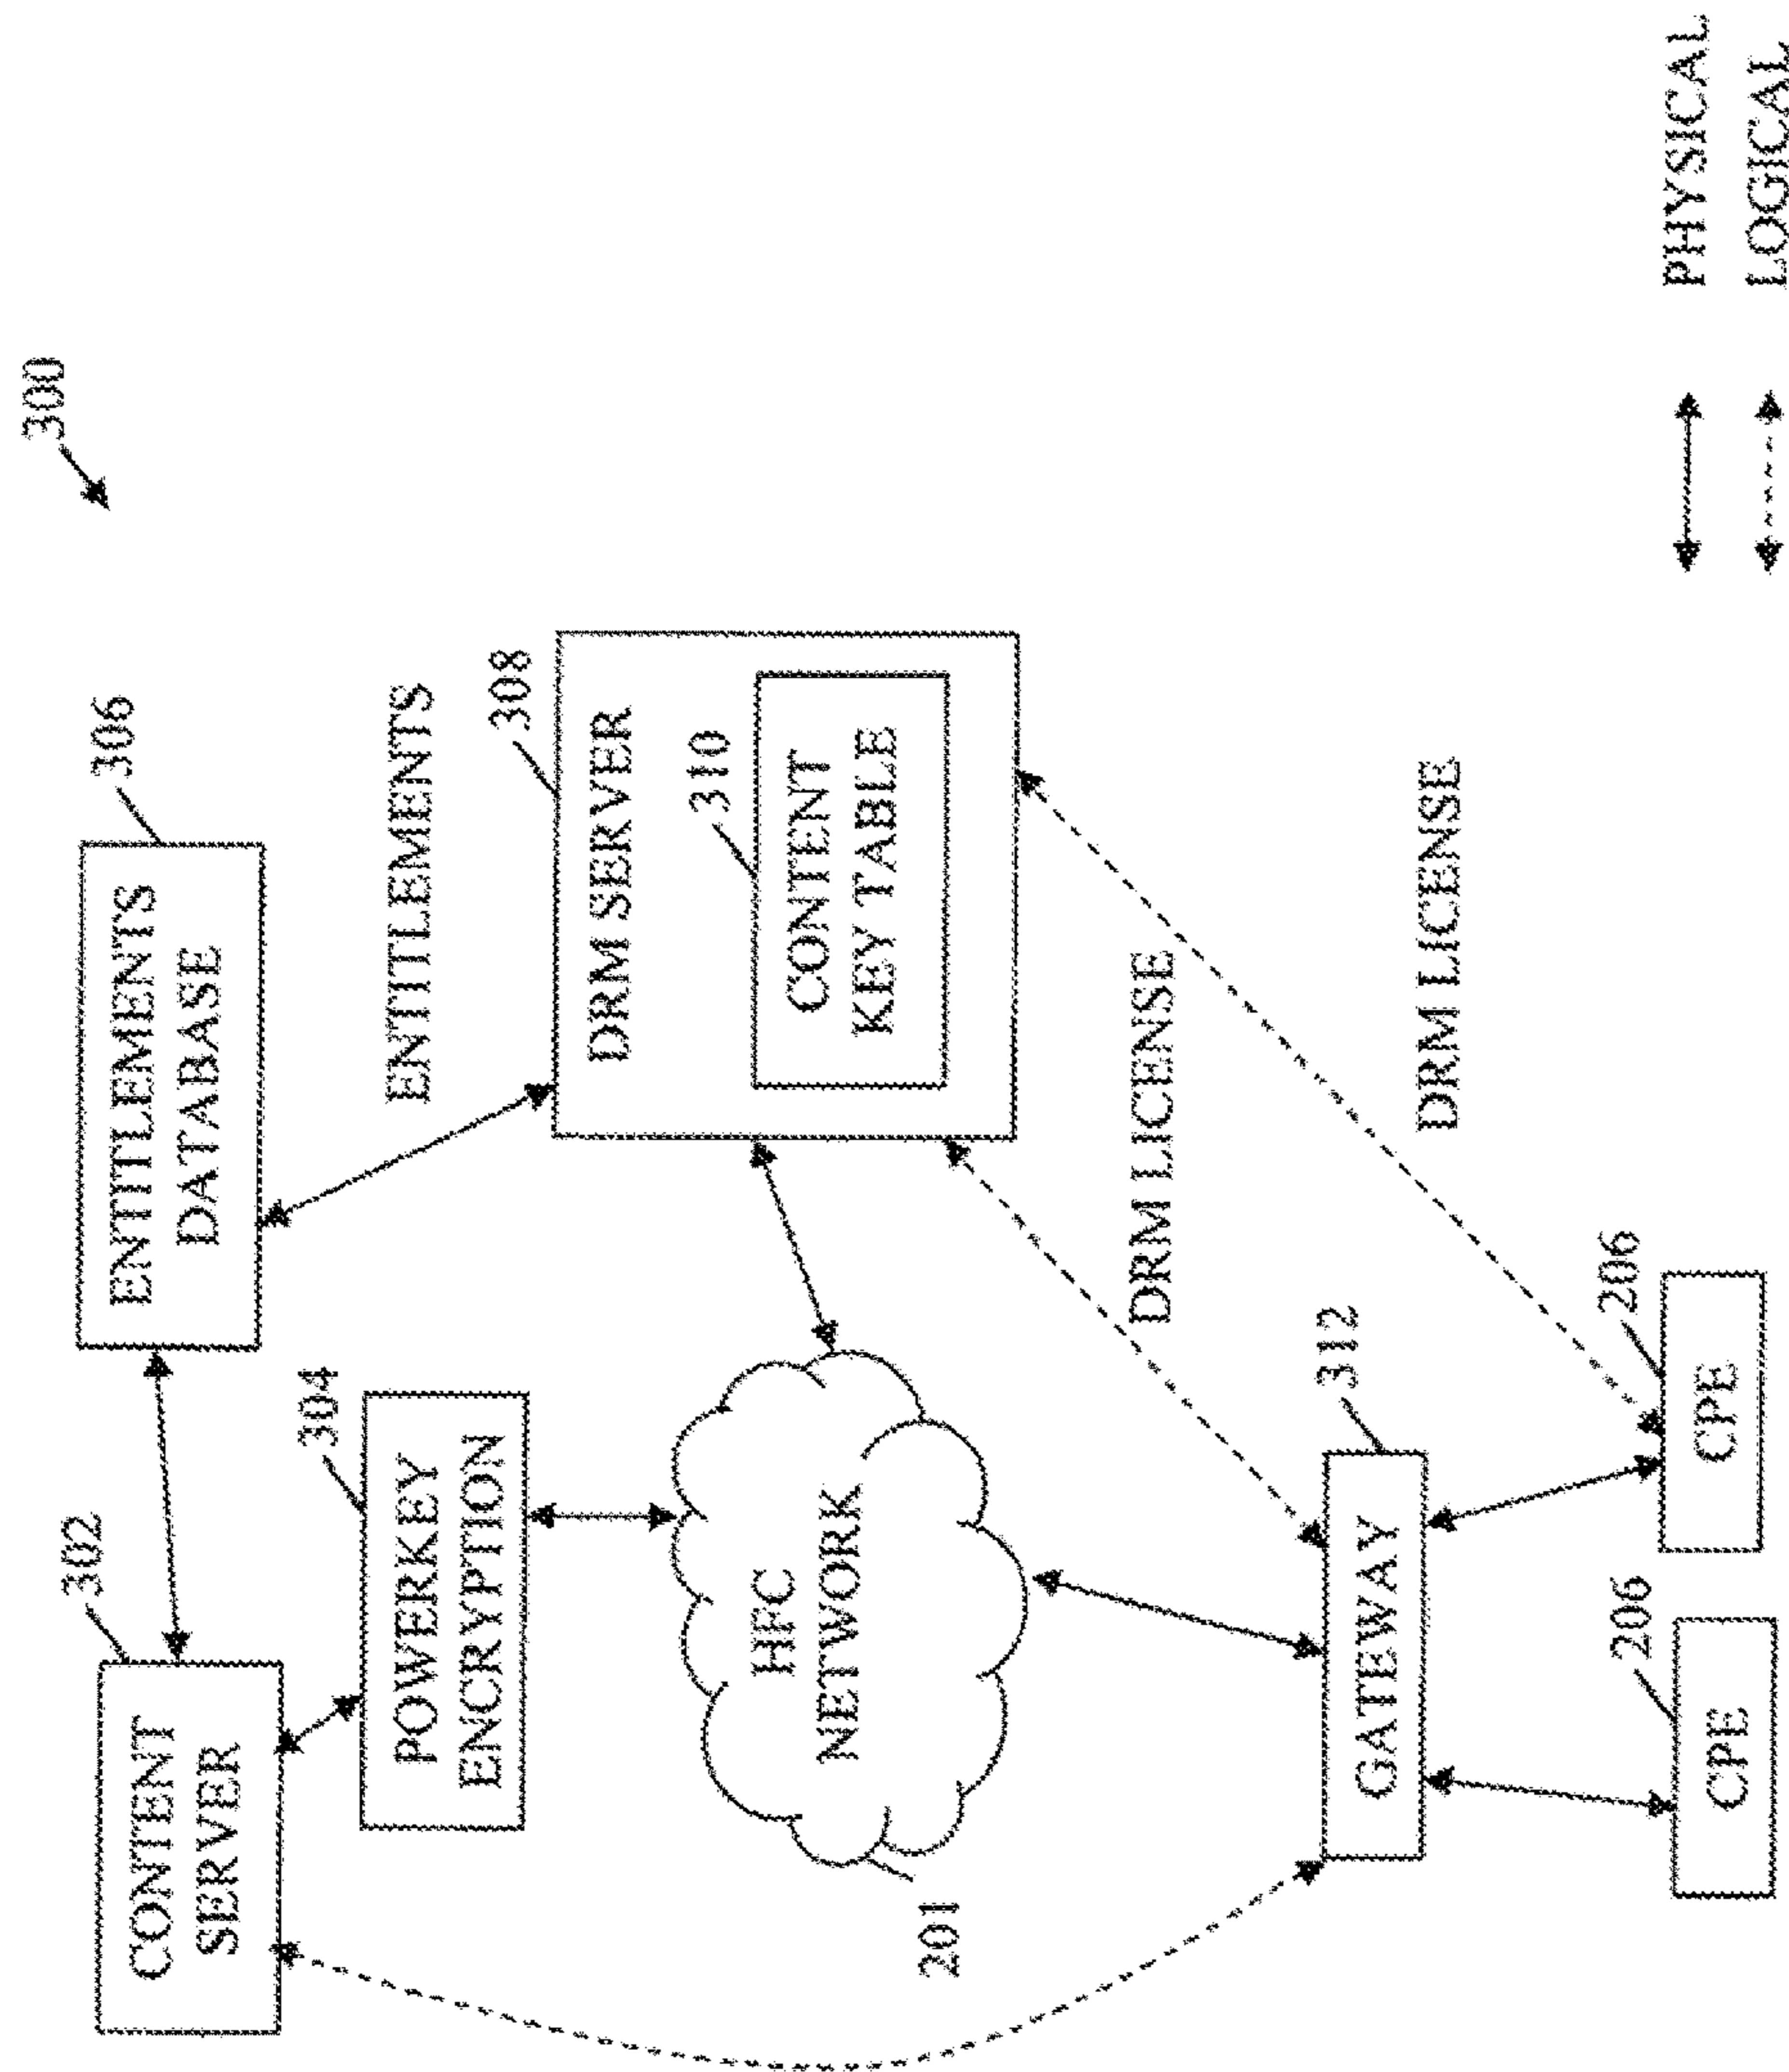 300
302
CONTENT
SERVER
306
ENTITLEMENTS
DATABASE
304
POWERKEY
ENCRYPTION
ENTITLEMENTS
308
DRM SERVER
310
CONTENT
KEY TABLE
HFC
NETWORK
201
DRM LICENSE
DRM LICENSE
312
GATEWAY
206
CPE
206
CPE
PHYSICAL
LOGICAL